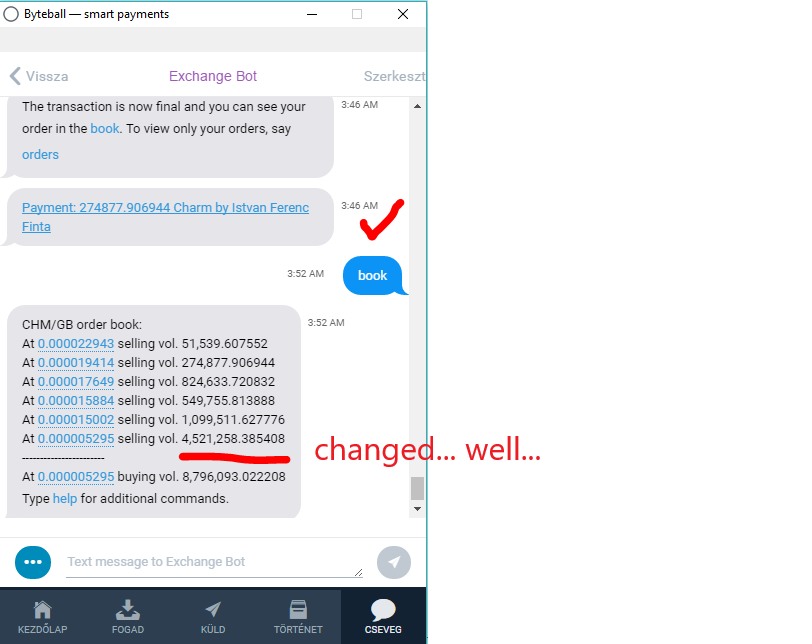 Byteball — smart payments
Vissza
Exchange Bot
Szerkeszt
The transaction is now final and you can see your
3:46 AM
order in the book. To view only your orders, say
orders
Payment: 274877.906944 Charm by Istvan Ferenc
3:46 AM
Finta
3:52 AM
book
CHM/GB order book:
3:52 AM
At 0.000022943 selling vol. 51,539.607552
At 0.000019414 selling vol. 274,877.906944
At 0.000017649 selling vol. 824,633.720832
At 0.000015884 selling vol. 549,755.813888
At 0.000015002 selling vol. 1,099,511.627776
At 0.000005295 selling vol. 4,521,258.385408
changed... well...
-----------------------
At 0.000005295 buying vol. 8,796,093.022208
Type help for additional commands.
Text message to Exchange Bot
KEZDŐLAP
FOGAD
KÜLD
TÖRTÉNET
CSEVEG